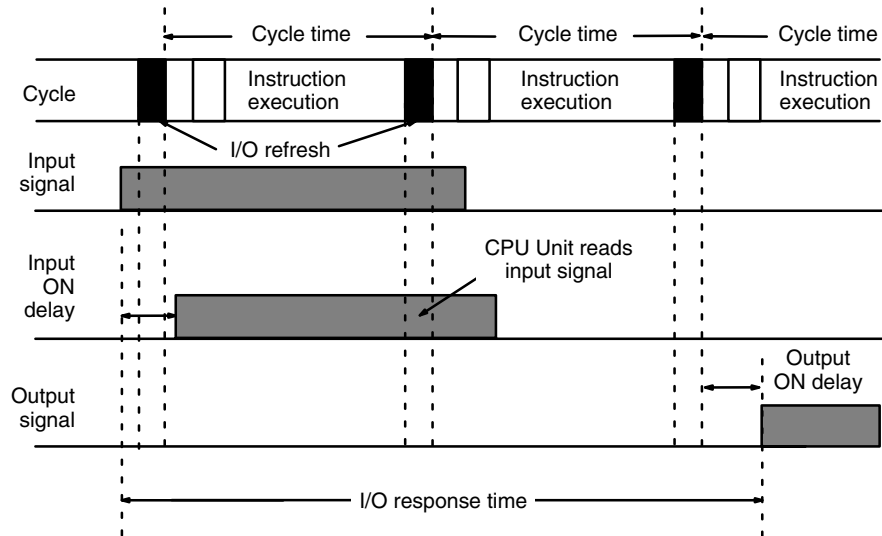 Cycle time
Cycle time
Cycle time
Cycle
Instruction
execution
Instruction
execution
Instruction
execution
I/O refresh
Input
signal
CPU Unit reads
input signal
Input
ON
delay
Output
ON delay
Output
signal
I/O response time